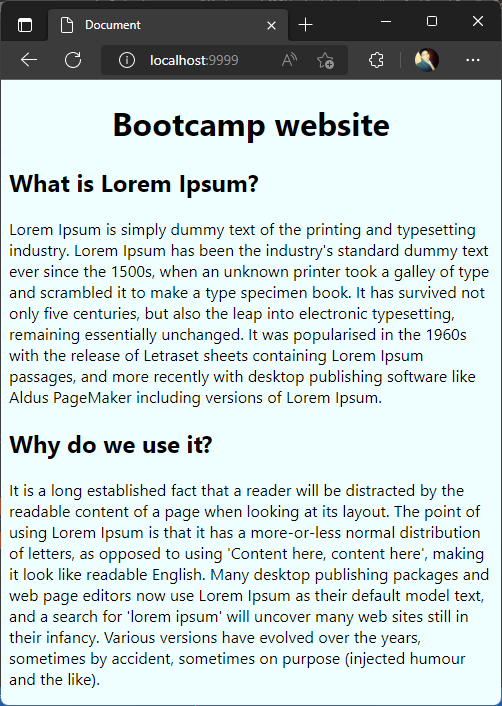 Document
localhost:9999
Bootcamp website
What is Lorem Ipsum?
Lorem Ipsum is simply dummy text of the printing and typesetting
industry. Lorem Ipsum has been the industry's standard dummy text
ever since the 1500s, when an unknown printer took a galley of type
and scrambled it to make a type specimen book. It has survived not
only five centuries, but also the leap into electronic typesetting,
remaining essentially unchanged. It was popularised in the 1960s
with the release of Letraset sheets containing Lorem Ipsum
passages, and more recently with desktop publishing software like
Aldus PageMaker including versions of Lorem Ipsum.
Why do we use it?
It is a long established fact that a reader will be distracted by the
readable content of a page when looking at its layout. The point of
using Lorem Ipsum is that it has a more-or-less normal distribution
of letters, as opposed to using 'Content here, content here', making
it look like readable English. Many desktop publishing packages and
web page editors now use Lorem Ipsum as their default model text,
and a search for 'lorem ipsum' will uncover many web sites still in
their infancy. Various versions have evolved over the years,
sometimes by accident, sometimes on purpose (injected humour
and the like).